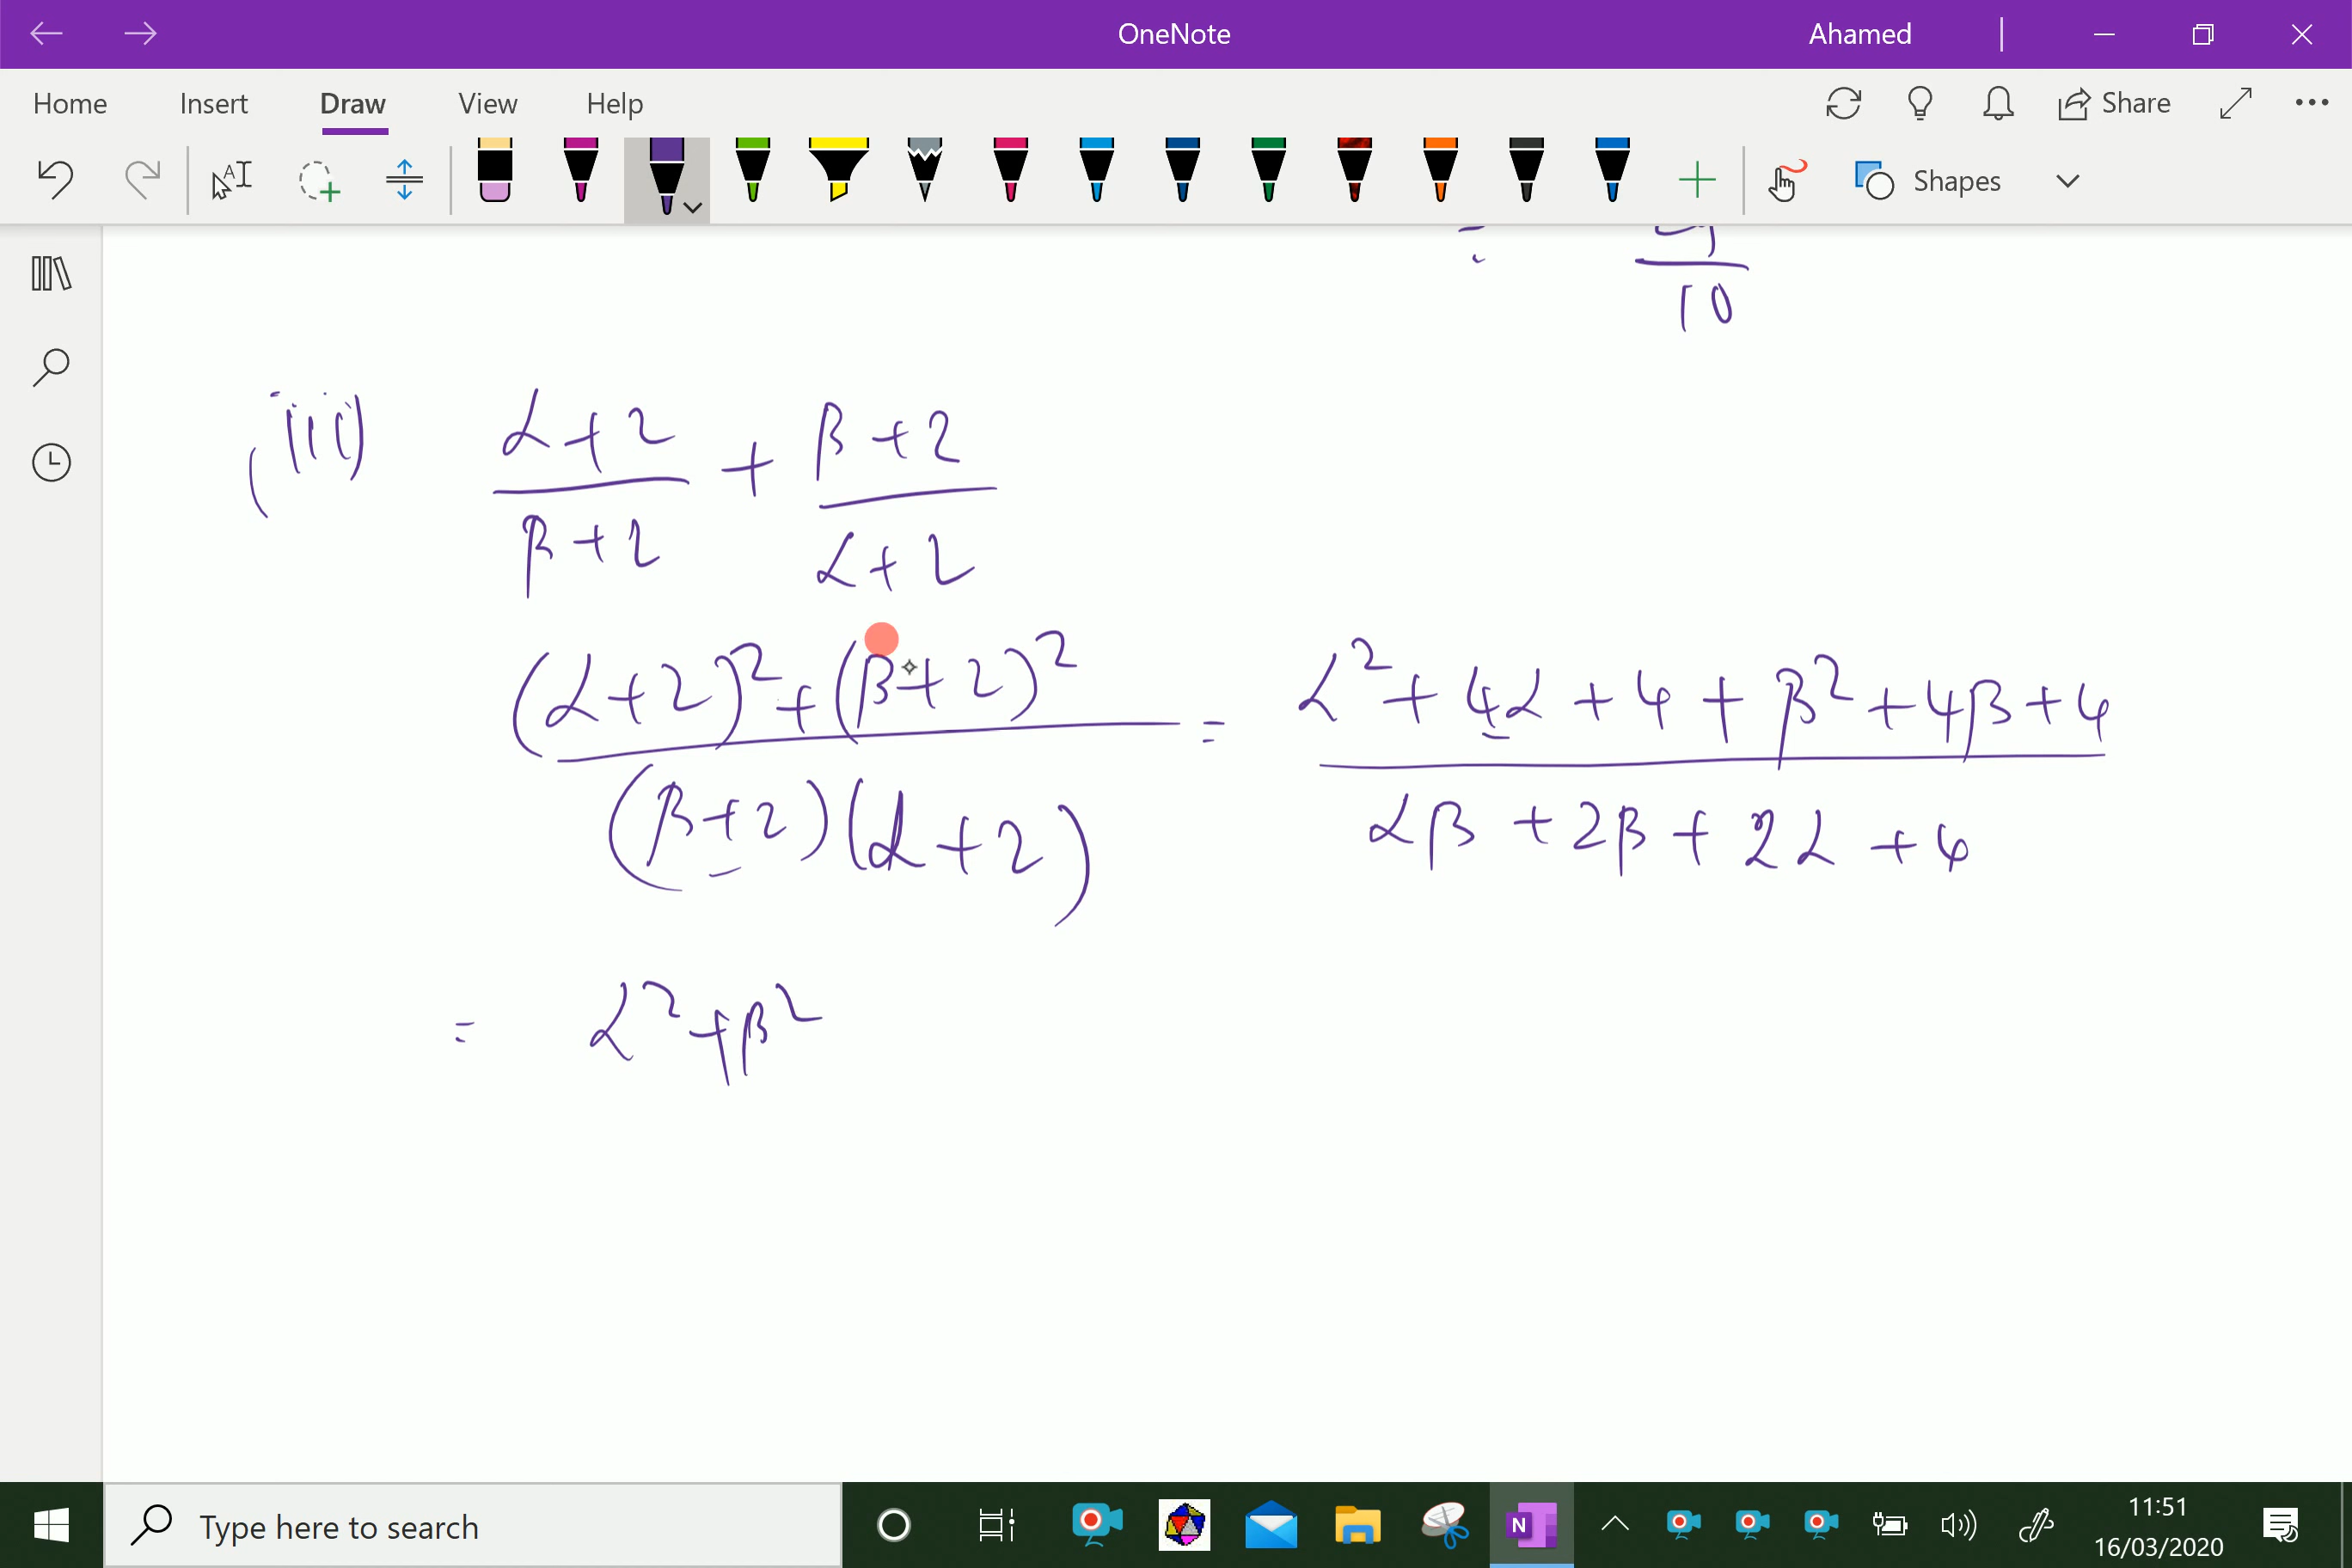 OneNote Ahamed
Home Insert Draw View Help Share
Shapes
=
10
(iii) α+2/β+2 + β+2/α+2
(α+2)²+(β+2)²/(β+2)(α+2) = α²+4α+4+β²+4β+4/αβ+2β+2α+4
= α²+β²
Type here to search
N
11:51
16/03/2020